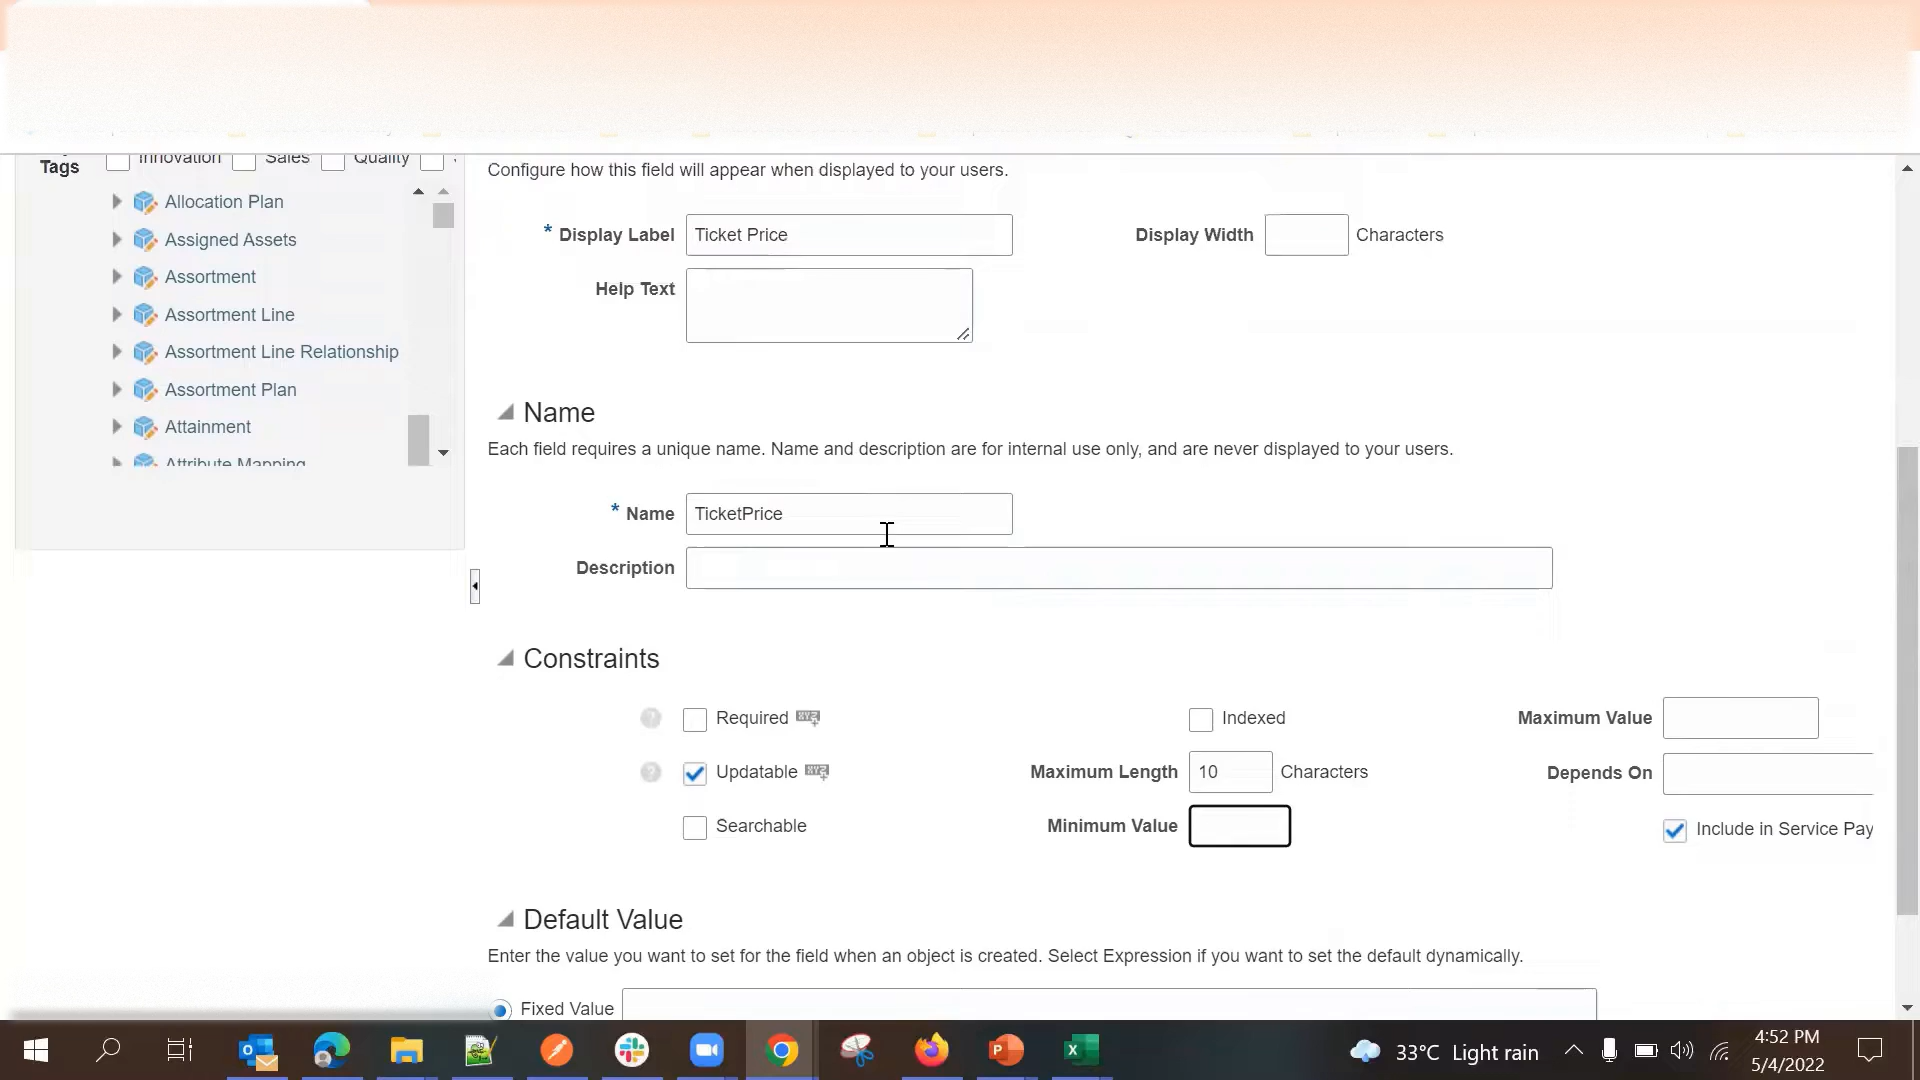 Tags
Innovation
Sales
Quality
Allocation Plan
Assigned Assets
Assortment
Assortment Line
Assortment Line Relationship
Assortment Plan
Attainment
Attribute Mapping
Configure how this field will appear when displayed to your users.
* Display Label Ticket Price
Display Width
Characters
Help Text
Name
Each field requires a unique name. Name and description are for internal use only, and are never displayed to your users.
* Name TicketPrice
Description
Constraints
Required
Indexed
Maximum Value
Updatable
Maximum Length 10 Characters
Depends On
Searchable
Minimum Value
Include in Service Pay
Default Value
Enter the value you want to set for the field when an object is created. Select Expression if you want to set the default dynamically.
Fixed Value
33°C Light rain
4:52 PM
5/4/2022